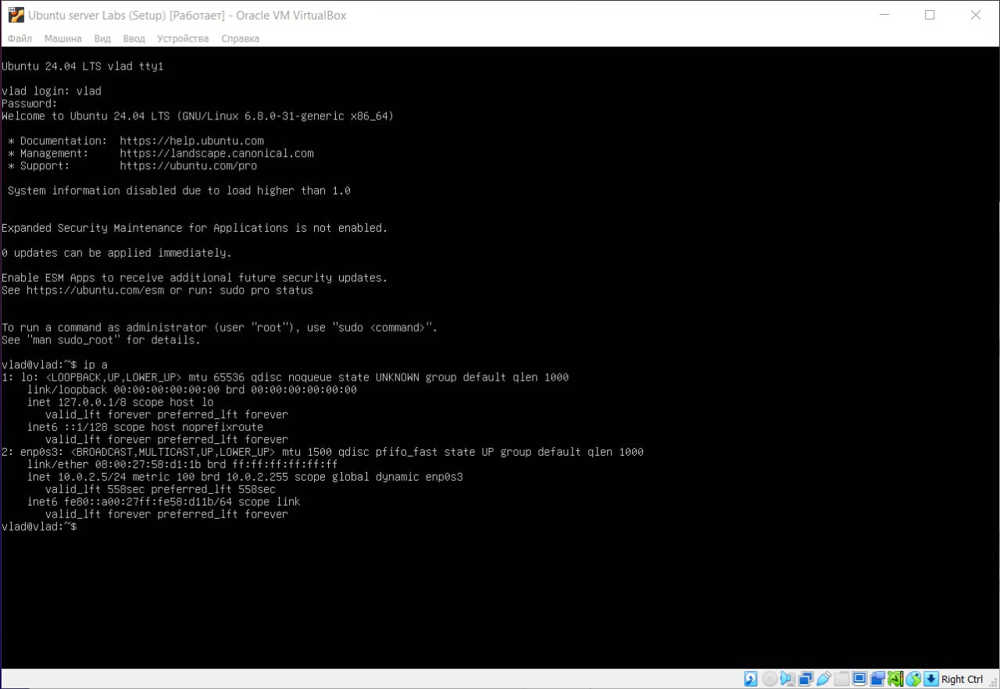 Ubuntu server Labs (Setup) [Работает] - Oracle VM VirtualBox
Файл Машина Вид Ввод Устройства Справка
Ubuntu 24.04 LTS vlad tty1
vlad login: vlad
Password:
Welcome to Ubuntu 24.04 LTS (GNU/Linux 6.8.0-31-generic x86_64)
* Documentation:  https://help.ubuntu.com
* Management:     https://landscape.canonical.com
* Support:        https://ubuntu.com/pro
System information disabled due to load higher than 1.0
Expanded Security Maintenance for Applications is not enabled.
0 updates can be applied immediately.
Enable ESM Apps to receive additional future security updates.
See https://ubuntu.com/esm or run: sudo pro status
To run a command as administrator (user "root"), use "sudo <command>".
See "man sudo_root" for details.
vlad@vlad:~$ ip a
1: lo: <LOOPBACK,UP,LOWER_UP> mtu 65536 qdisc noqueue state UNKNOWN group default qlen 1000
link/loopback 00:00:00:00:00:00 brd 00:00:00:00:00:00
inet 127.0.0.1/8 scope host lo
valid_lft forever preferred_lft forever
inet6 ::1/128 scope host noprefixroute
valid_lft forever preferred_lft forever
2: enp0s3: <BROADCAST,MULTICAST,UP,LOWER_UP> mtu 1500 qdisc pfifo_fast state UP group default qlen 1000
link/ether 08:00:27:58:d1:1b brd ff:ff:ff:ff:ff:ff
inet 10.0.2.5/24 metric 100 brd 10.0.2.255 scope global dynamic enp0s3
valid_lft 558sec preferred_lft 558sec
inet6 fe80::a00:27ff:fe58:d11b/64 scope link
valid_lft forever preferred_lft forever
vlad@vlad:~$
Right Ctrl